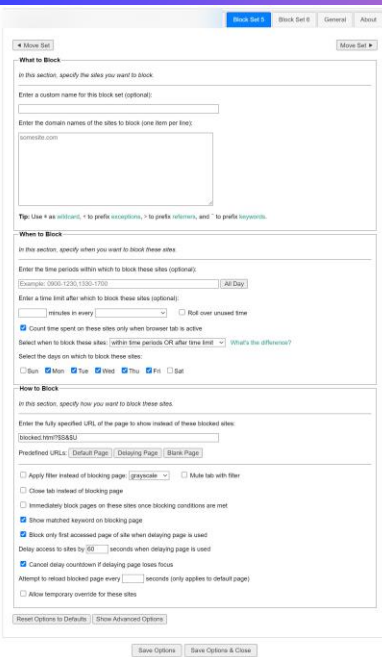 Block Set 5 Block Set 6 General About
◄ Move Set Move Set ►
What to Block
In this section, specify the sites you want to block.
Enter a custom name for this block set (optional):
Enter the domain names of the sites to block (one item per line):
somesite.com
Tip: Use * as wildcard, + to prefix exceptions, > to prefix referrers, and ~ to prefix keywords.
When to Block
In this section, specify when you want to block these sites.
Enter the time periods within which to block these sites (optional):
Example: 0900-1230,1330-1700 All Day
Enter a time limit after which to block these sites (optional):
minutes in every Roll over unused time
Count time spent on these sites only when browser tab is active
Select when to block these sites: within time periods OR after time limit What's the difference?
Select the days on which to block these sites:
Sun Mon Tue Wed Thu Fri Sat
How to Block
In this section, specify how you want to block these sites.
Enter the fully specified URL of the page to show instead of these blocked sites:
blocked.html?$S&$U
Predefined URLs: Default Page Delaying Page Blank Page
Apply filter instead of blocking page: grayscale Mute tab with filter
Close tab instead of blocking page
Immediately block pages on these sites once blocking conditions are met
Show matched keyword on blocking page
Block only first accessed page of site when delaying page is used
Delay access to sites by 60 seconds when delaying page is used
Cancel delay countdown if delaying page loses focus
Attempt to reload blocked page every seconds (only applies to default page)
Allow temporary override for these sites
Reset Options to Defaults Show Advanced Options
Save Options Save Options & Close